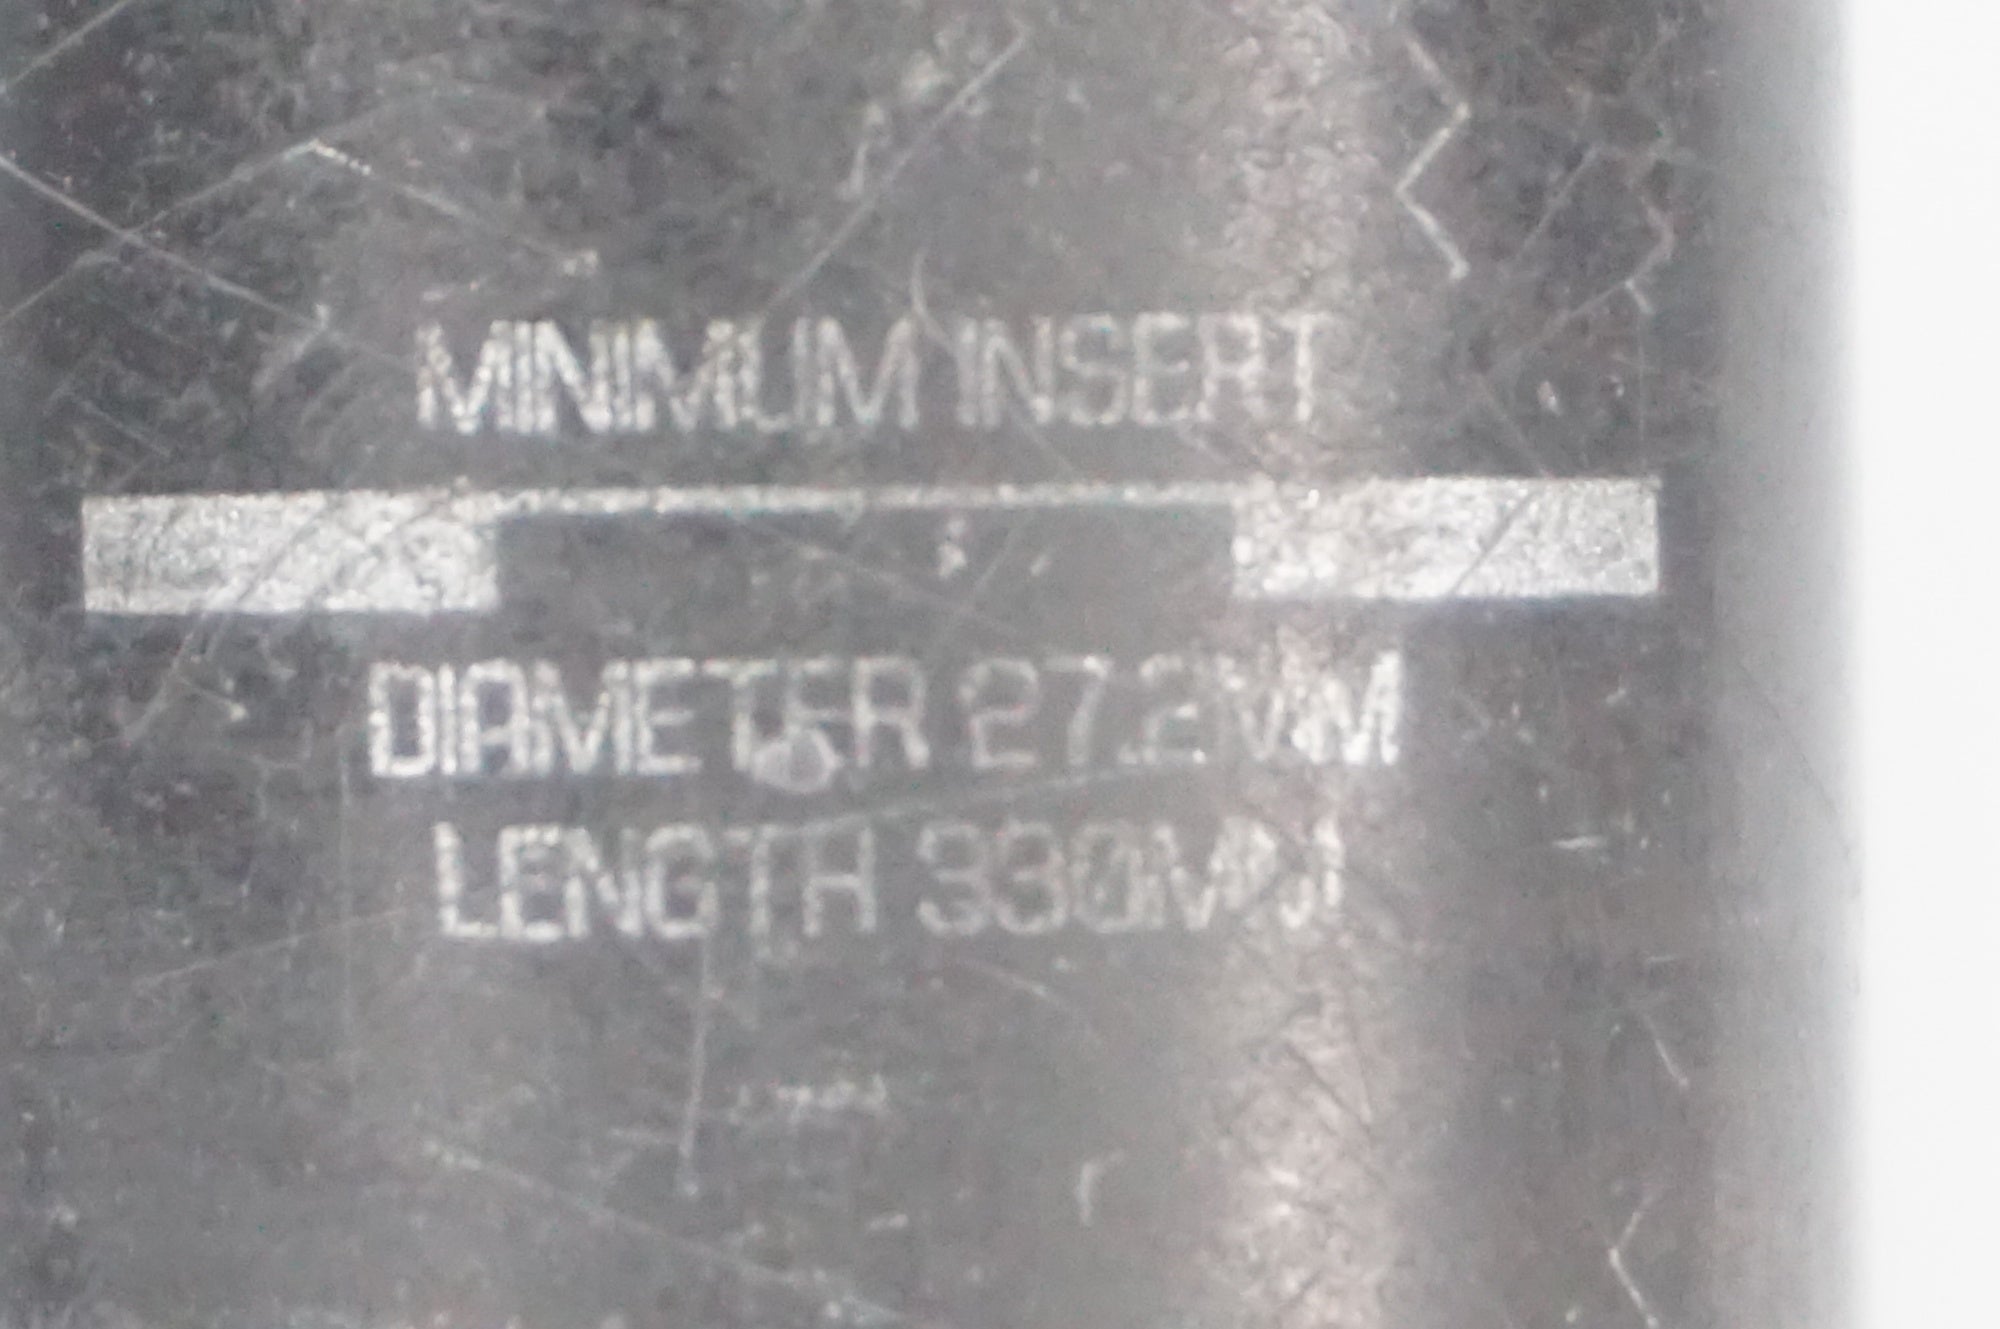 MINIMUM INSERT
DIAMETER 27.2MM
LENGTH 330MM